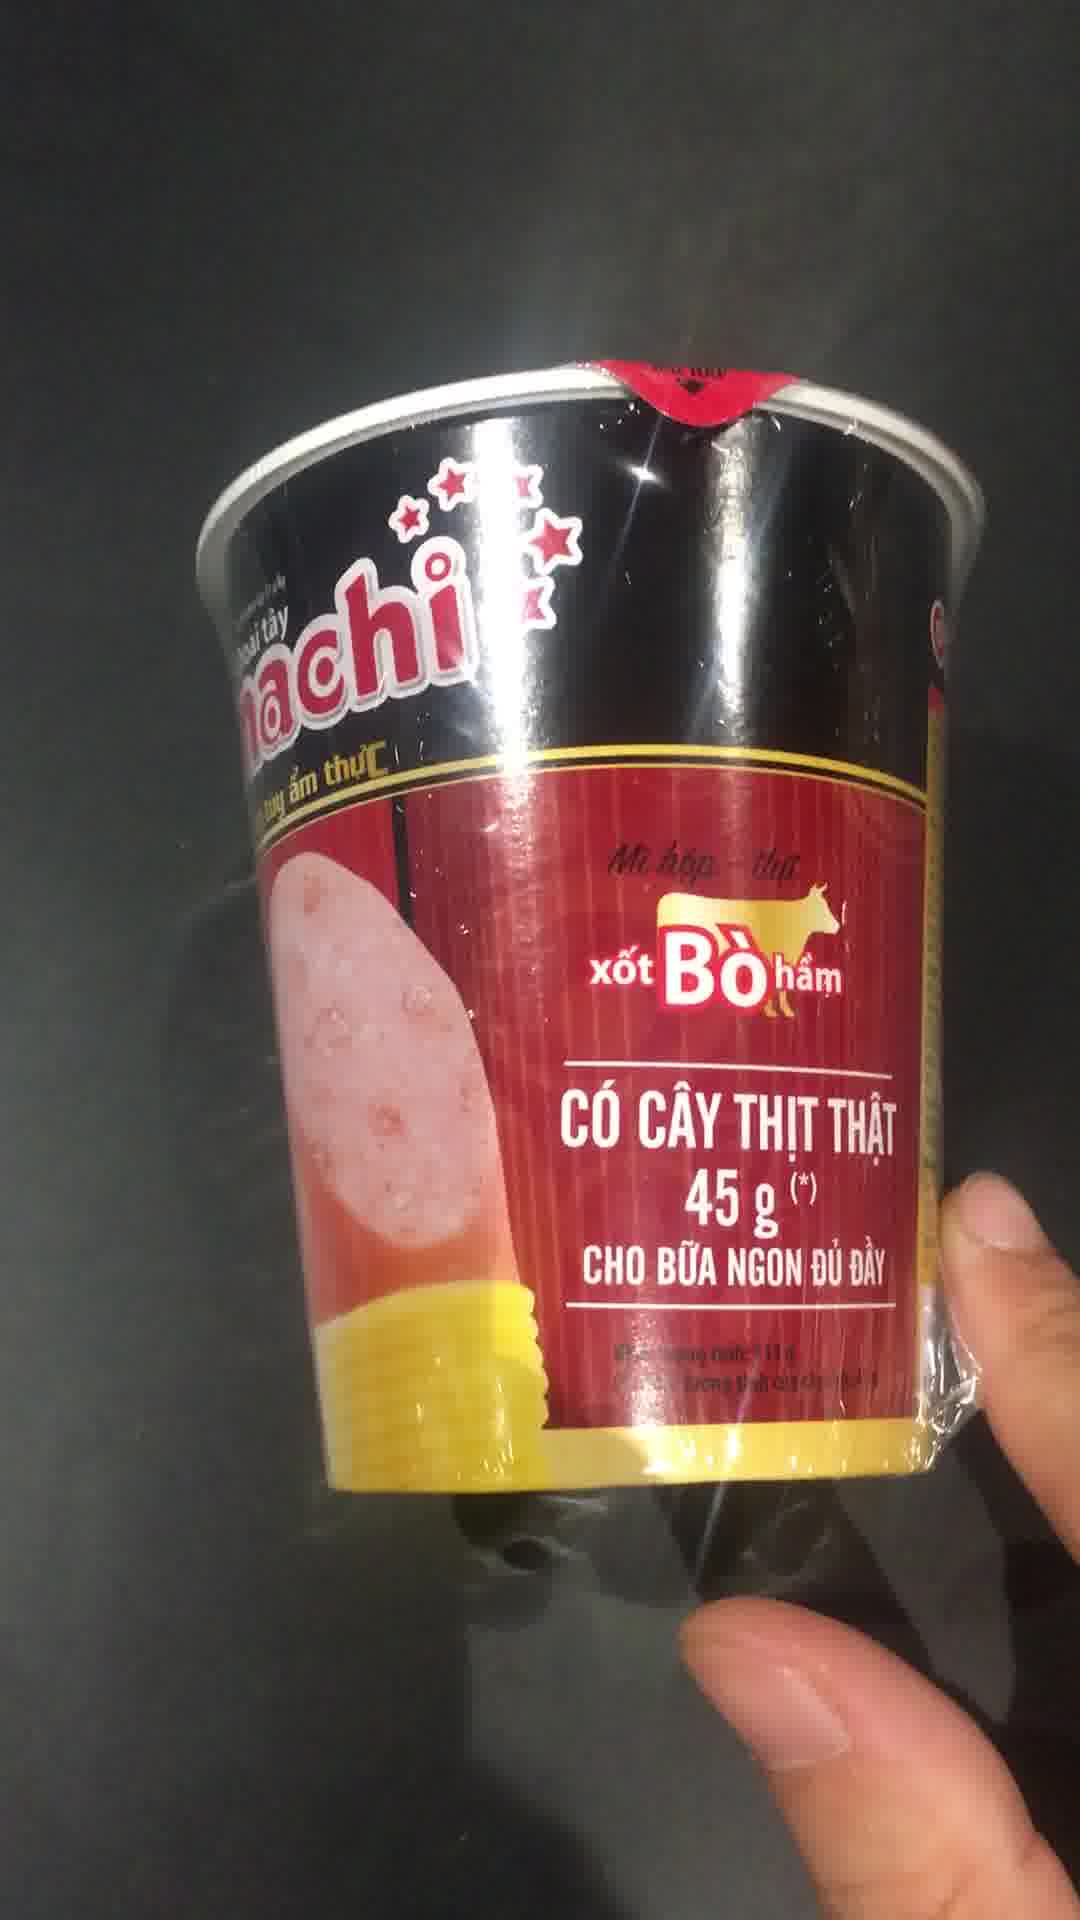 khoai tây
achi
tuý ẩm thực
Mì hộp thịt
xốt Bò hầm
CÓ CÂY THỊT THẬT
45 g (*)
CHO BỮA NGON ĐỦ ĐẦY